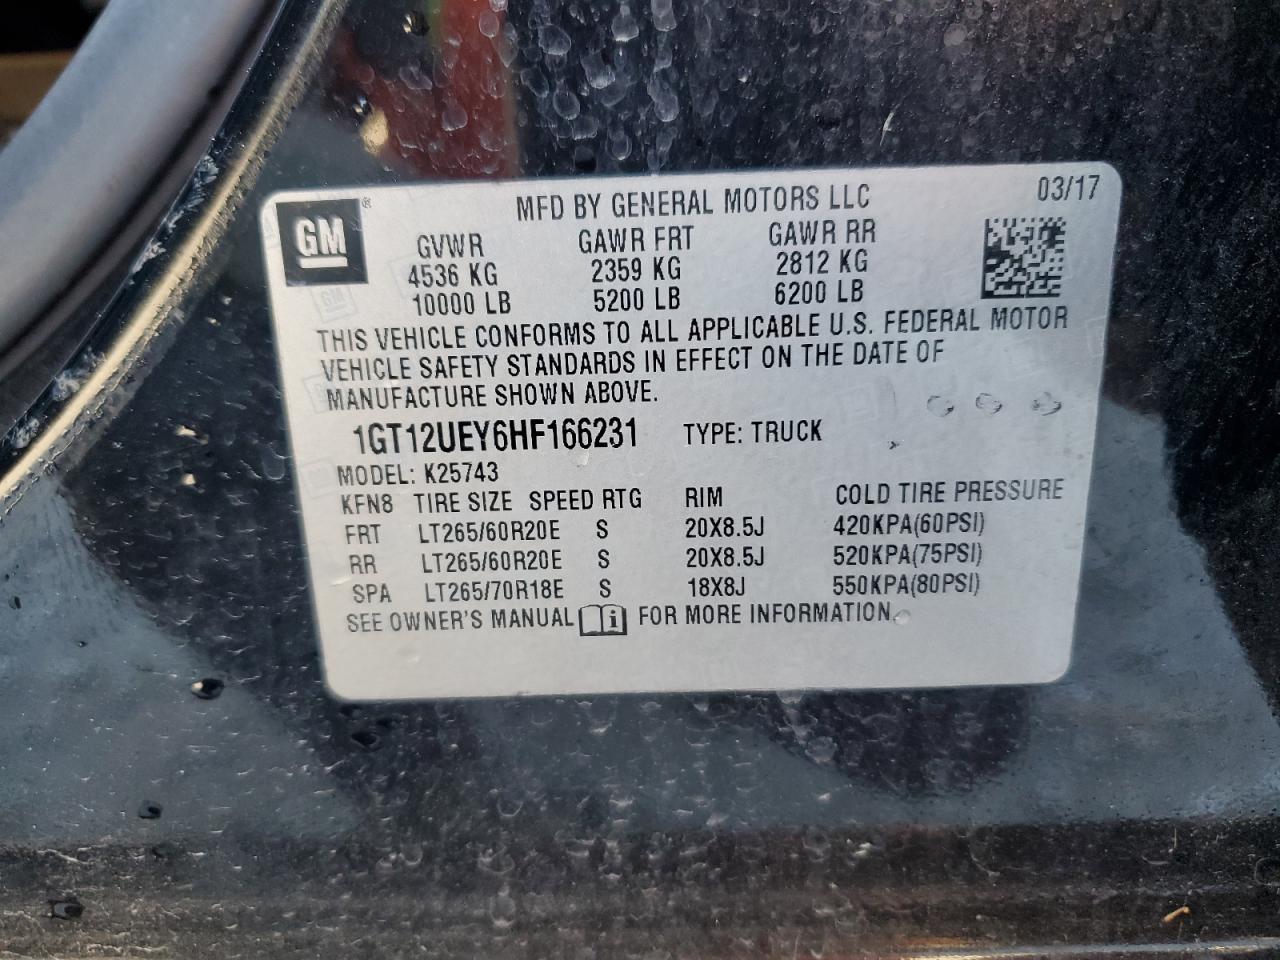 MFD BY GENERAL MOTORS LLC 03/17
GM ®
GVWR GAWR FRT GAWR RR
4536 KG 2359 KG 2812 KG
10000 LB 5200 LB 6200 LB
THIS VEHICLE CONFORMS TO ALL APPLICABLE U.S. FEDERAL MOTOR
VEHICLE SAFETY STANDARDS IN EFFECT ON THE DATE OF
MANUFACTURE SHOWN ABOVE.
1GT12UEY6HF166231 TYPE: TRUCK
MODEL: K25743
KFN8 TIRE SIZE SPEED RTG RIM COLD TIRE PRESSURE
FRT LT265/60R20E S 20X8.5J 420KPA(60PSI)
RR LT265/60R20E S 20X8.5J 520KPA(75PSI)
SPA LT265/70R18E S 18X8J 550KPA(80PSI)
SEE OWNER'S MANUAL i FOR MORE INFORMATION.